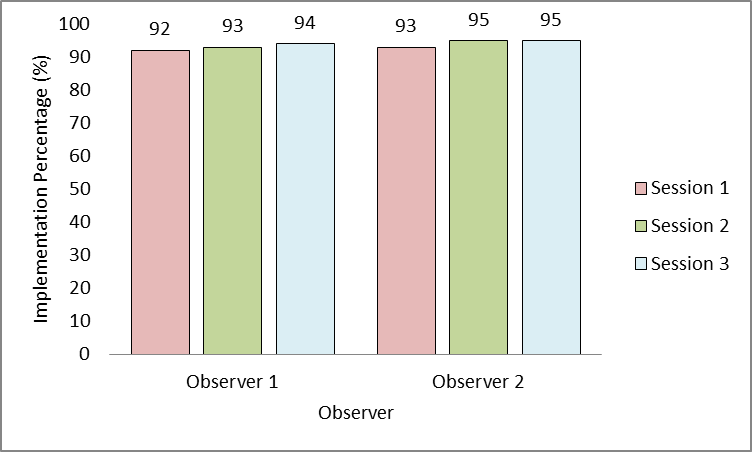 Implementation Percentage (%)
100
90
80
70
60
50
40
30
20
10
0
92
93
94
93
95
95
Observer 1
Observer 2
Observer
Session 1
Session 2
Session 3